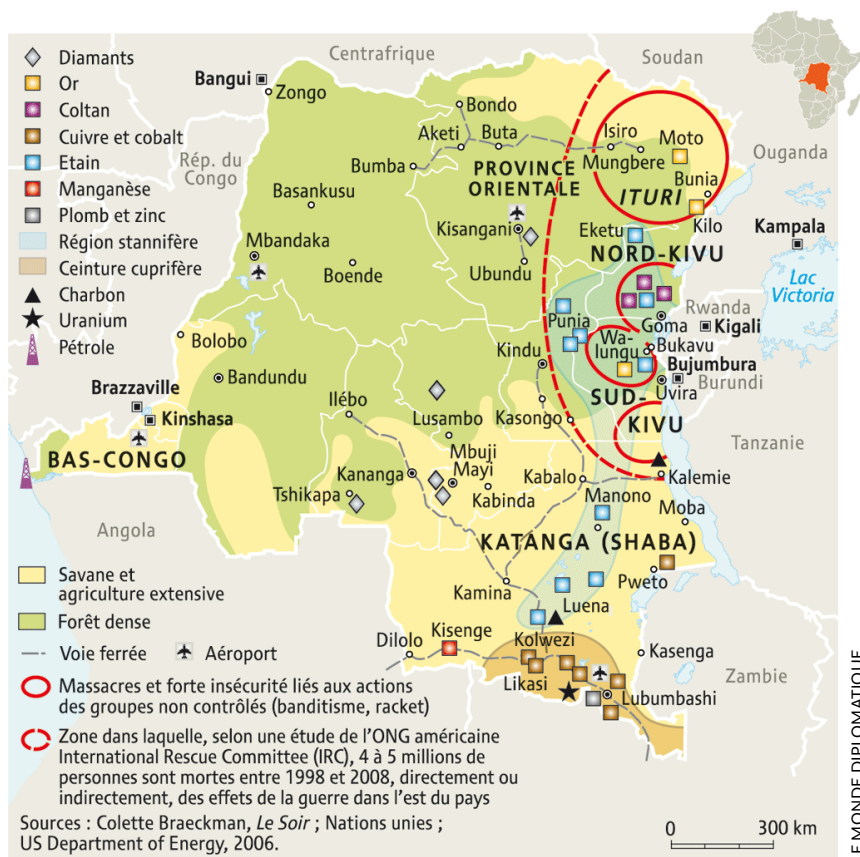 Diamants
Or
Coltan
Cuivre et cobalt
Etain
Manganèse
Plomb et zinc
Région stannifère
Ceinture cuprifère
Charbon
Uranium
Pétrole
Centrafrique
Soudan
Bangui
Zongo
Bondo
Aketi
Buta
Isiro
Moto
Rép. du
Congo
Bumba
PROVINCE
ORIENTALE
Mungbere
Ouganda
Basankusu
ITURI
Bunia
Kisangani
Eketu
Kilo
Kampala
Mbandaka
NORD-KIVU
Boende
Ubundu
Lac
Victoria
Rwanda
Punia
Goma
Kigali
Bolobo
Wa-
lungu
Bukavu
Kindu
Bujumbura
Bandundu
Uvira
Burundi
Brazzaville
Ilébo
SUD-
KIVU
Kinshasa
Lusambo
Kasongo
BAS-CONGO
Mbuji
Mayi
Tanzanie
Kananga
Kabalo
Kalemie
Tshikapa
Kabinda
Manono
Moba
Angola
KATANGA (SHABA)
Kamina
Pweto
Luena
Savane et
agriculture extensive
Forêt dense
Dilolo
Kisenge
Kolwezi
Kasenga
Voie ferrée
Aéroport
Likasi
Lubumbashi
Zambie
Massacres et forte insécurité liés aux actions
des groupes non contrôlés (banditisme, racket)
Zone dans laquelle, selon une étude de l'ONG américaine
International Rescue Committee (IRC), 4 à 5 millions de
personnes sont mortes entre 1998 et 2008, directement ou
indirectement, des effets de la guerre dans l'est du pays
Sources : Colette Braeckman, Le Soir ; Nations unies ;
US Department of Energy, 2006.
0 300 km
LE MONDE DIPLOMATIQUE